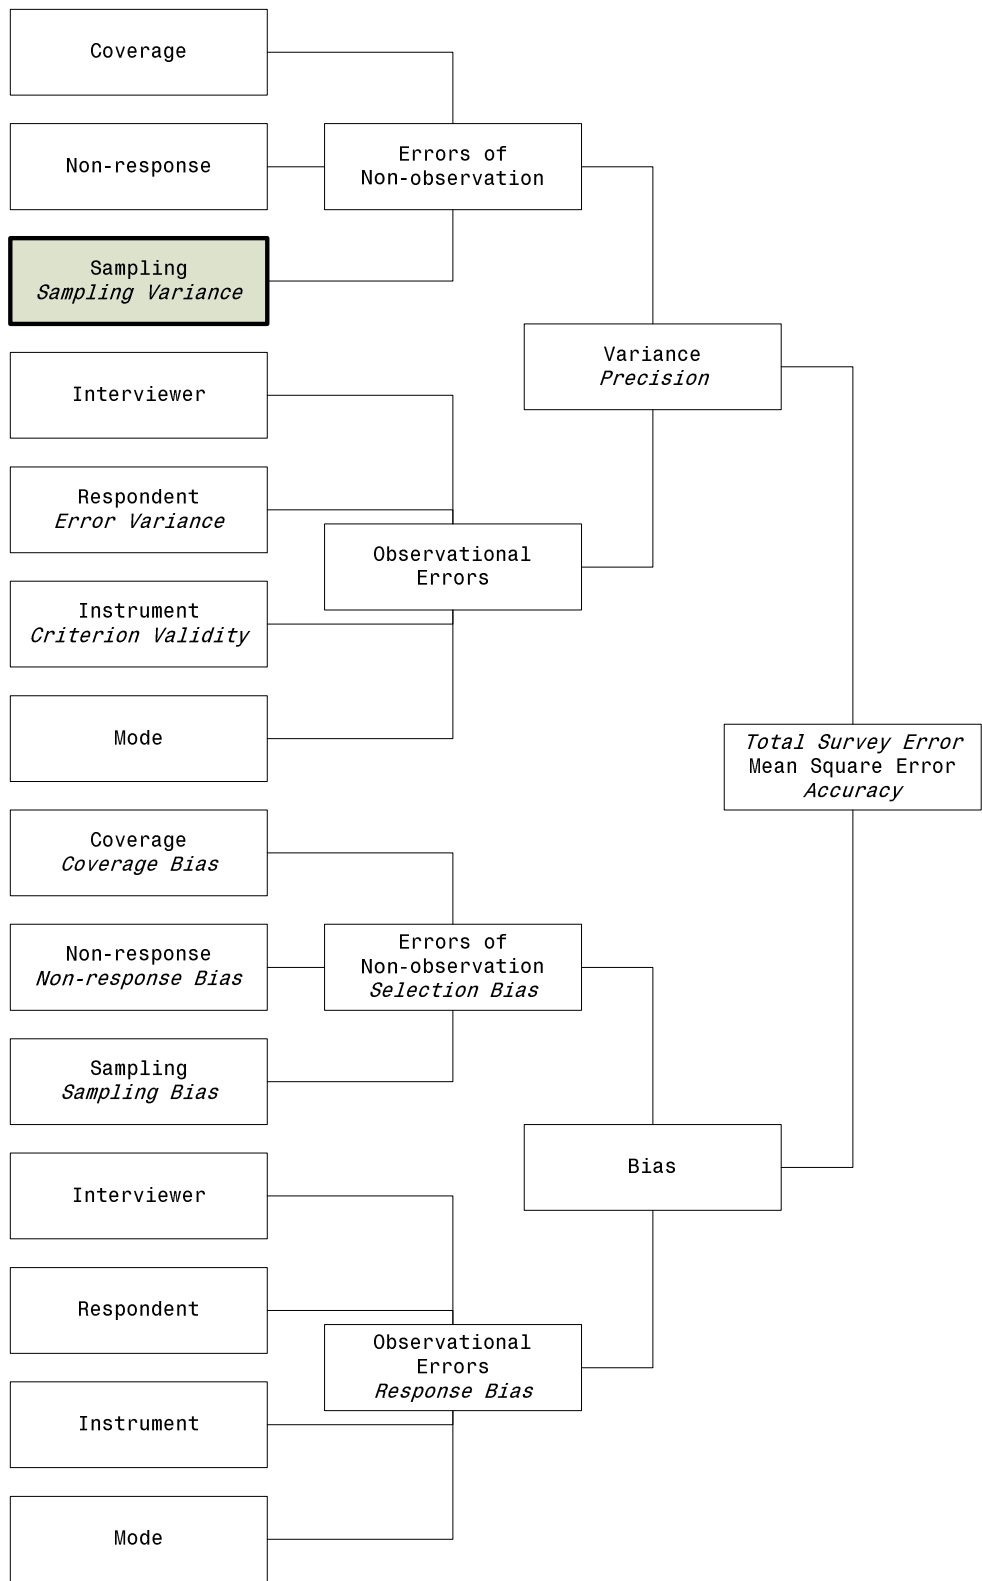 Coverage
Non-response
Errors of
Non-observation
Sampling
Sampling Variance
Variance
Precision
Interviewer
Respondent
Error Variance
Observational
Errors
Instrument
Criterion Validity
Mode
Total Survey Error
Mean Square Error
Accuracy
Coverage
Coverage Bias
Non-response
Non-response Bias
Errors of
Non-observation
Selection Bias
Sampling
Sampling Bias
Bias
Interviewer
Respondent
Observational
Errors
Response Bias
Instrument
Mode